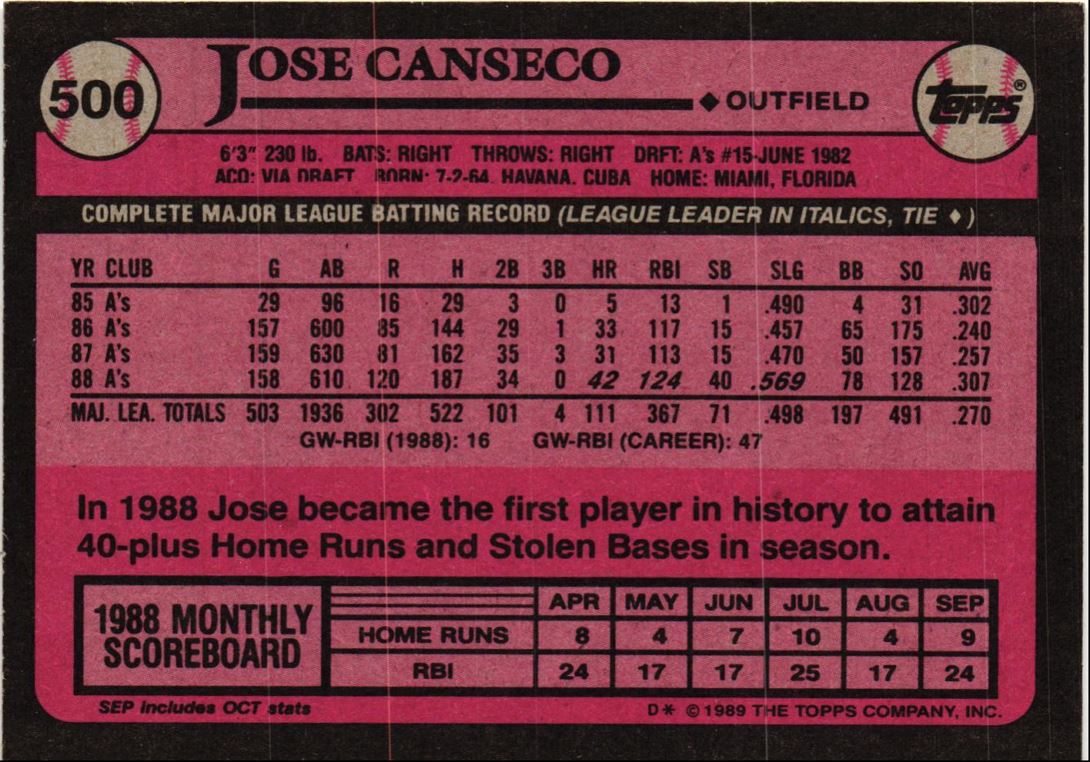 500
JOSE CANSECO
◆ OUTFIELD
TOPPS®
6'3" 230 lb. BATS: RIGHT THROWS: RIGHT DRFT: A's #15-JUNE 1982
ACQ: VIA DRAFT BORN: 7-2-64, HAVANA, CUBA HOME: MIAMI, FLORIDA
COMPLETE MAJOR LEAGUE BATTING RECORD (LEAGUE LEADER IN ITALICS, TIE ♦)
YR CLUB G AB R H 2B 3B HR RBI SB SLG BB SO AVG
85 A's 29 96 16 29 3 0 5 13 1 .490 4 31 .302
86 A's 157 600 85 144 29 1 33 117 15 .457 65 175 .240
87 A's 159 630 81 162 35 3 31 113 15 .470 50 157 .257
88 A's 158 610 120 187 34 0 42 124 40 .569 78 128 .307
MAJ. LEA. TOTALS 503 1936 302 522 101 4 111 367 71 .498 197 491 .270
GW-RBI (1988): 16 GW-RBI (CAREER): 47
In 1988 Jose became the first player in history to attain
40-plus Home Runs and Stolen Bases in season.
1988 MONTHLY
SCOREBOARD
APR MAY JUN JUL AUG SEP
HOME RUNS 8 4 7 10 4 9
RBI 24 17 17 25 17 24
SEP includes OCT stats
D* © 1989 THE TOPPS COMPANY, INC.